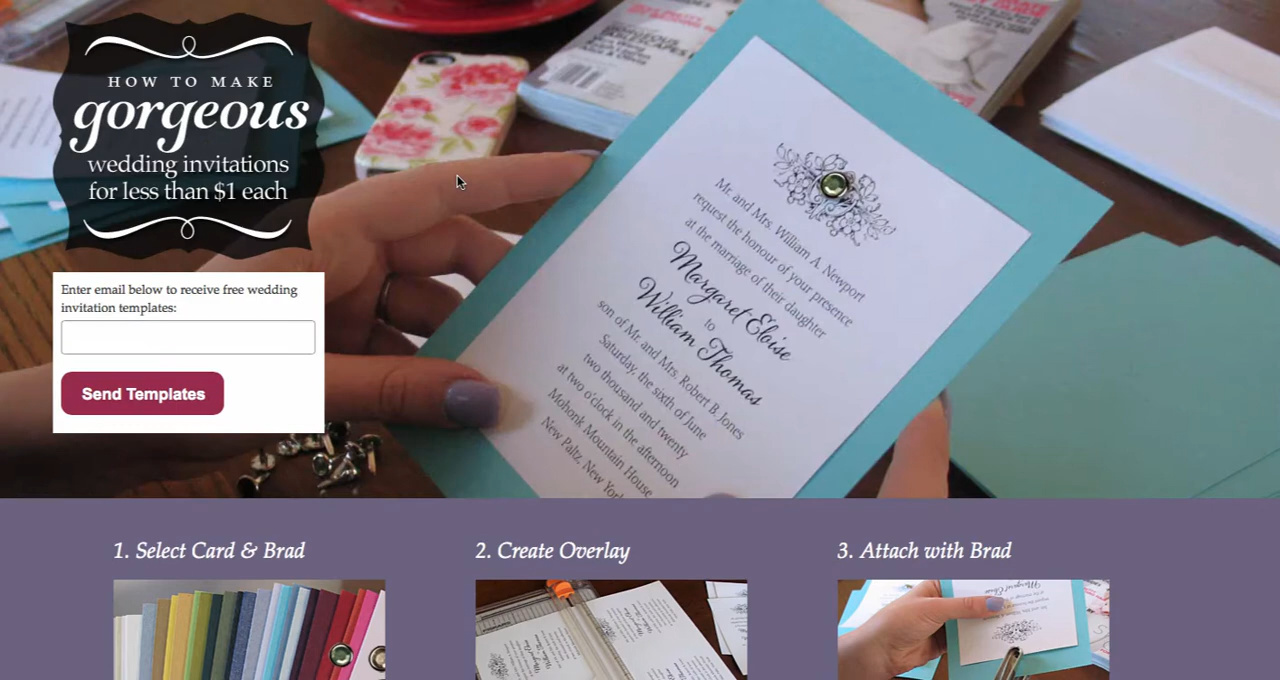 HOW TO MAKE
gorgeous
wedding invitations
for less than $1 each
Enter email below to receive free wedding
invitation templates:
Send Templates
Mr. and Mrs. William A. Newport
request the honour of your presence
at the marriage of their daughter
Margaret Eloise
to
William Thomas
son of Mr. and Mrs. Robert B. Jones
Saturday, the sixth of June
two thousand and twenty
at two o'clock in the afternoon
Mohonk Mountain House
New Paltz, New York
1. Select Card & Brad
2. Create Overlay
3. Attach with Brad